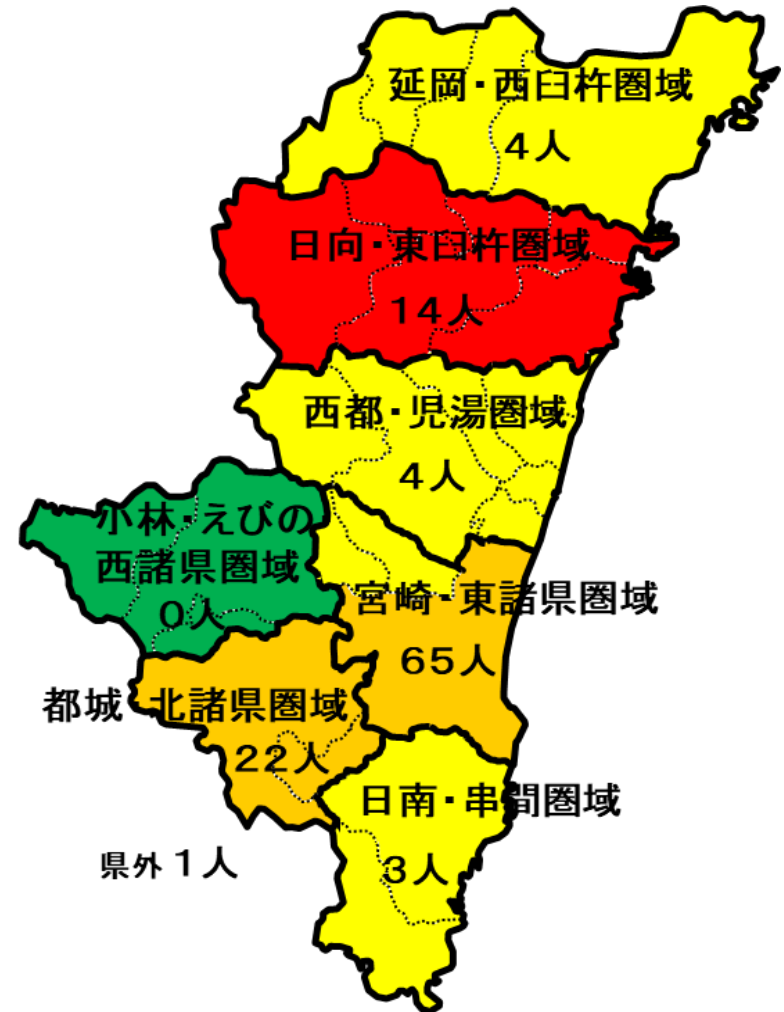 延岡・西臼杵圏域
4人
日向・東臼杵圏域
14人
西都・児湯圏域
4人
小林・えびの
西諸県圏域
0人
宮崎・東諸県圏域
65人
都城 北諸県圏域
22人
日南・串間圏域
3人
県外1人